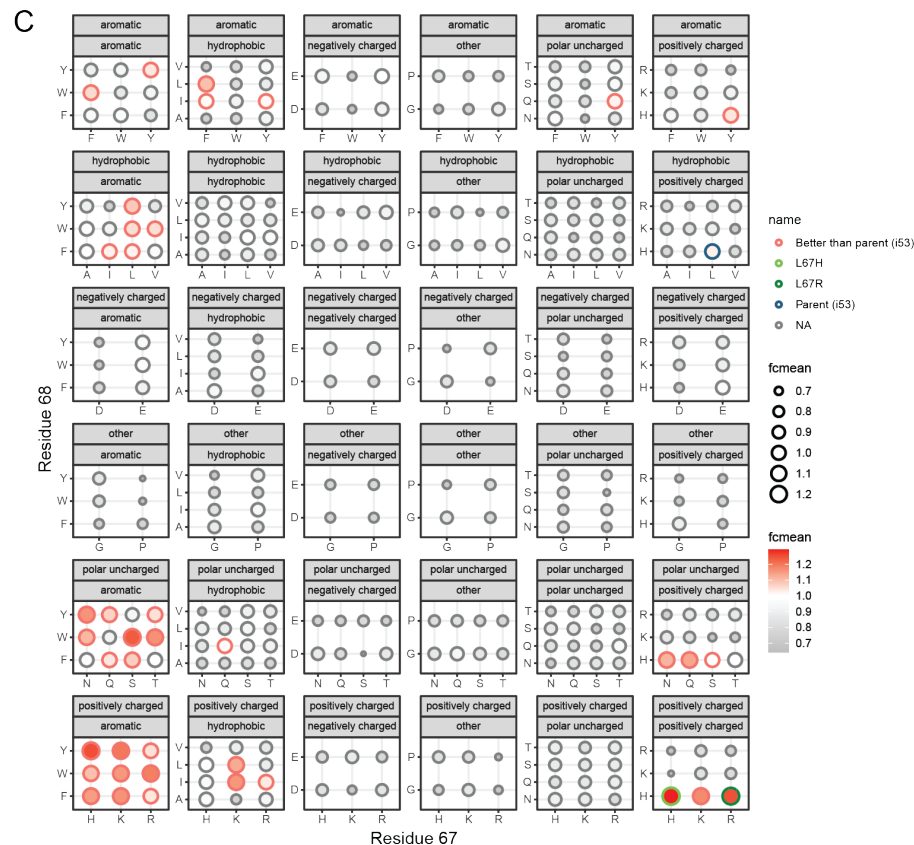 C
aromatic aromatic aromatic aromatic aromatic aromatic
aromatic hydrophobic negatively charged other polar uncharged positively charged
Y W F V L I A E D P G T S Q N R K H
F W Y F W Y F W Y F W Y F W Y F W Y
hydrophobic hydrophobic hydrophobic hydrophobic hydrophobic hydrophobic
aromatic hydrophobic negatively charged other polar uncharged positively charged
Y W F V L I A E D P G T S Q N R K H
A I L V A I L V A I L V A I L V A I L V A I L V
negatively charged negatively charged negatively charged negatively charged negatively charged negatively charged
aromatic hydrophobic negatively charged other polar uncharged positively charged
Y W F V L I A E D P G T S Q N R K H
D E D E D E D E D E D E
other other other other other other
aromatic hydrophobic negatively charged other polar uncharged positively charged
Y W F V L I A E D P G T S Q N R K H
G P G P G P G P G P G P
polar uncharged polar uncharged polar uncharged polar uncharged polar uncharged polar uncharged
aromatic hydrophobic negatively charged other polar uncharged positively charged
Y W F V L I A E D P G T S Q N R K H
N Q S T N Q S T N Q S T N Q S T N Q S T N Q S T
positively charged positively charged positively charged positively charged positively charged positively charged
aromatic hydrophobic negatively charged other polar uncharged positively charged
Y W F V L I A E D P G T S Q N R K H
H K R H K R H K R H K R H K R H K R
Residue 68
Residue 67
name
Better than parent (i53)
L67H
L67R
Parent (i53)
NA
fcmean
0.7
0.8
0.9
1.0
1.1
1.2
fcmean
1.2
1.1
1.0
0.9
0.8
0.7